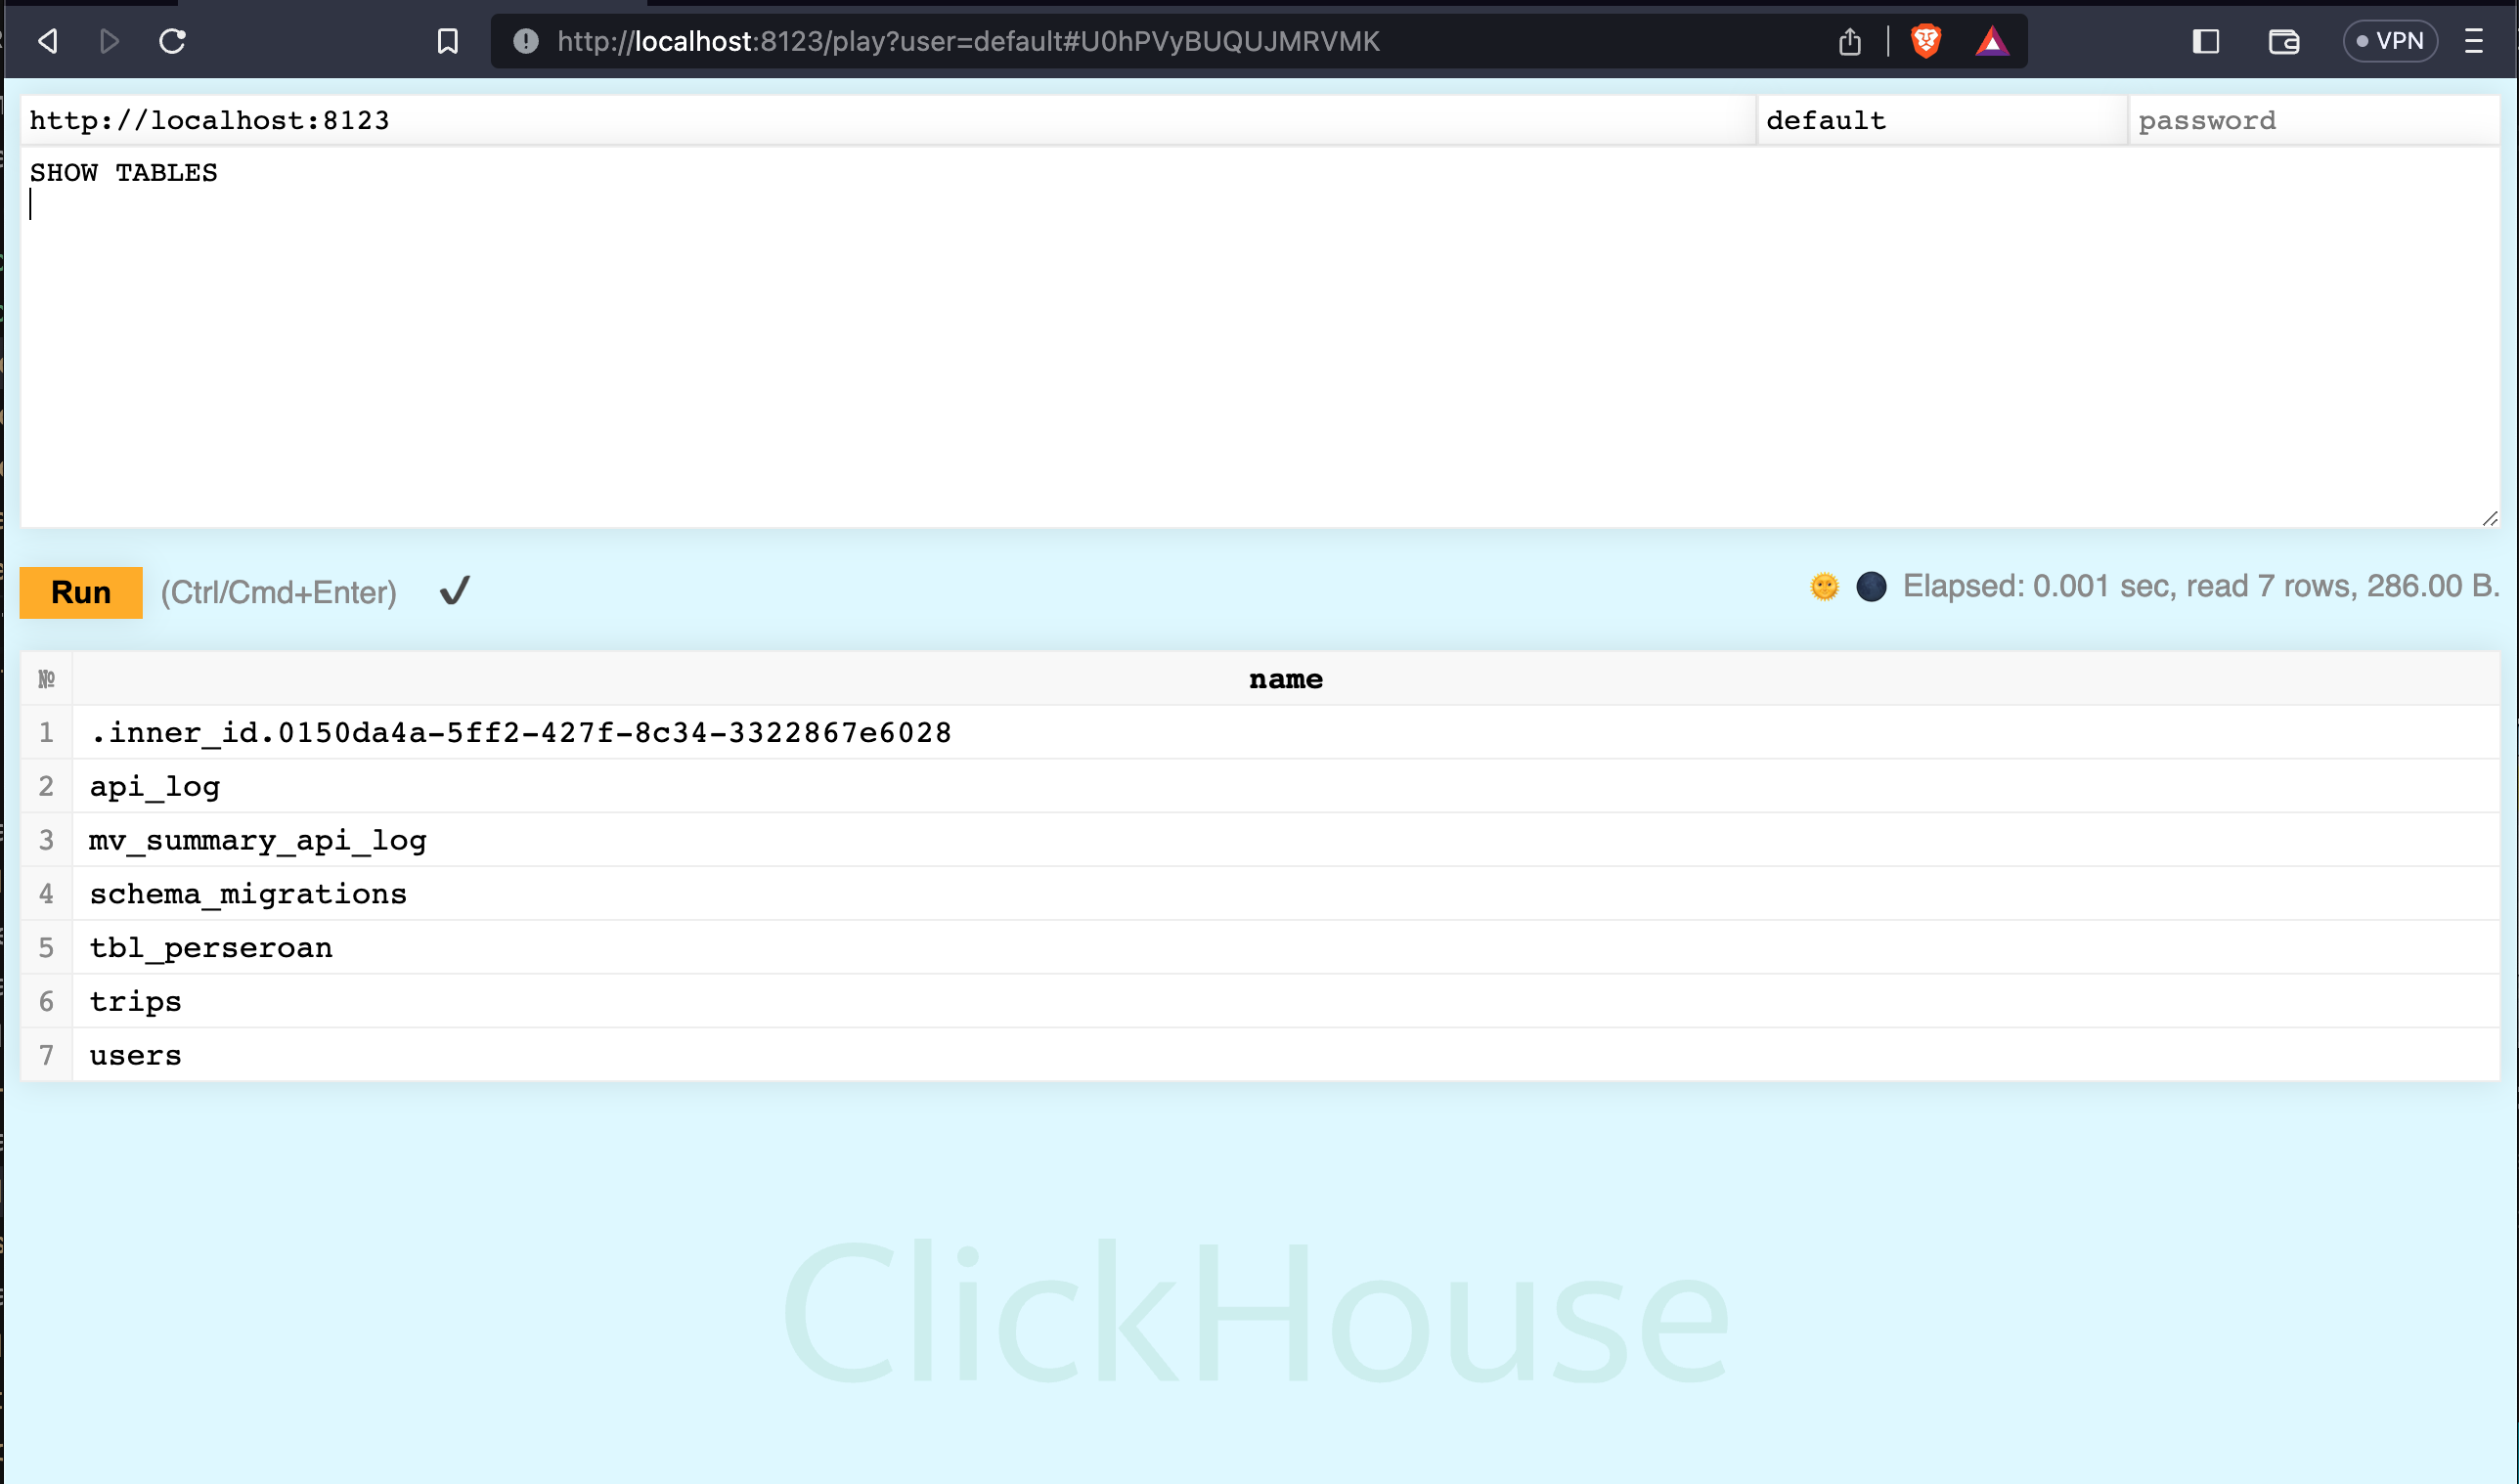 http://localhost:8123/play?user=default#U0hPVyBUQUJMRVMK
VPN
http://localhost:8123 default password
SHOW TABLES
Run (Ctrl/Cmd+Enter) ✔ Elapsed: 0.001 sec, read 7 rows, 286.00 B.
№ name
1 .inner_id.0150da4a-5ff2-427f-8c34-3322867e6028
2 api_log
3 mv_summary_api_log
4 schema_migrations
5 tbl_perseroan
6 trips
7 users
ClickHouse